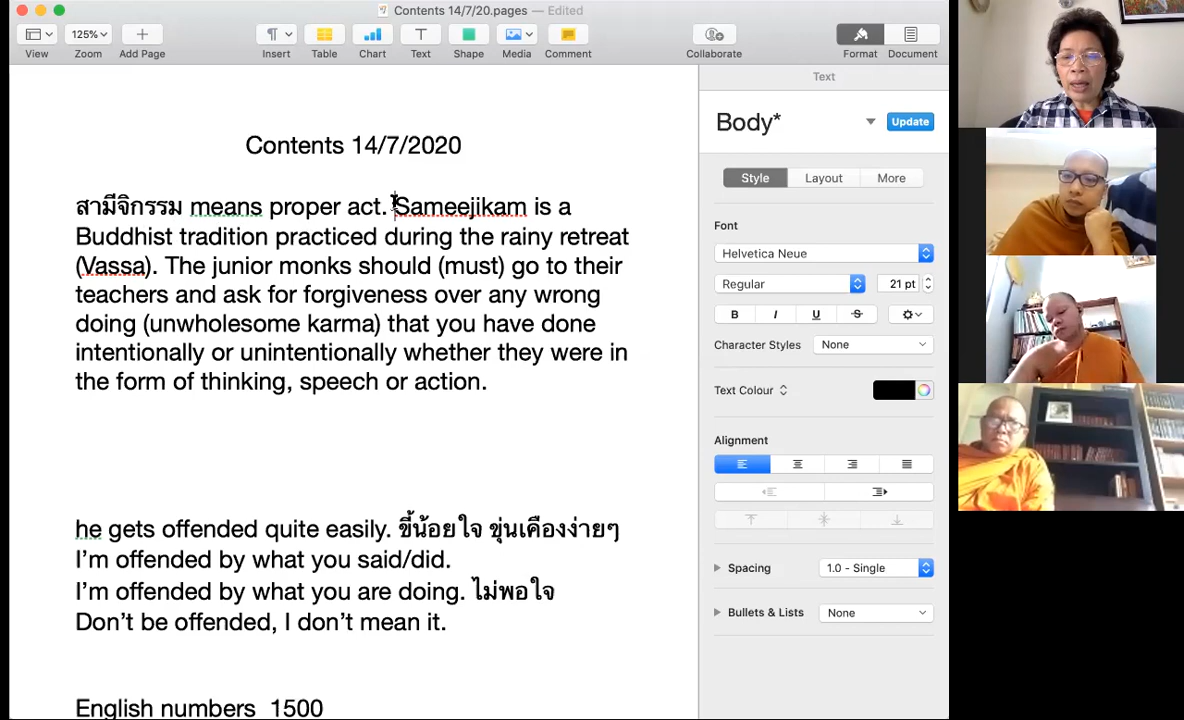 Contents 14/7/20.pages — Edited
View
125%
Zoom
Add Page
Insert
Table
Chart
Text
Shape
Media
Comment
Collaborate
Format
Document
Contents 14/7/2020
สามีจิกรรม means proper act. Sameejikam is a
Buddhist tradition practiced during the rainy retreat
(Vassa). The junior monks should (must) go to their
teachers and ask for forgiveness over any wrong
doing (unwholesome karma) that you have done
intentionally or unintentionally whether they were in
the form of thinking, speech or action.
he gets offended quite easily. ขี้น้อยใจ ขุ่นเคืองง่ายๆ
I’m offended by what you said/did.
I’m offended by what you are doing. ไม่พอใจ
Don’t be offended, I don’t mean it.
English numbers 1500
Text
Body*
Update
Style
Layout
More
Font
Helvetica Neue
Regular
21 pt
B I U S
Character Styles
None
Text Colour
Alignment
Spacing
1.0 - Single
Bullets & Lists
None